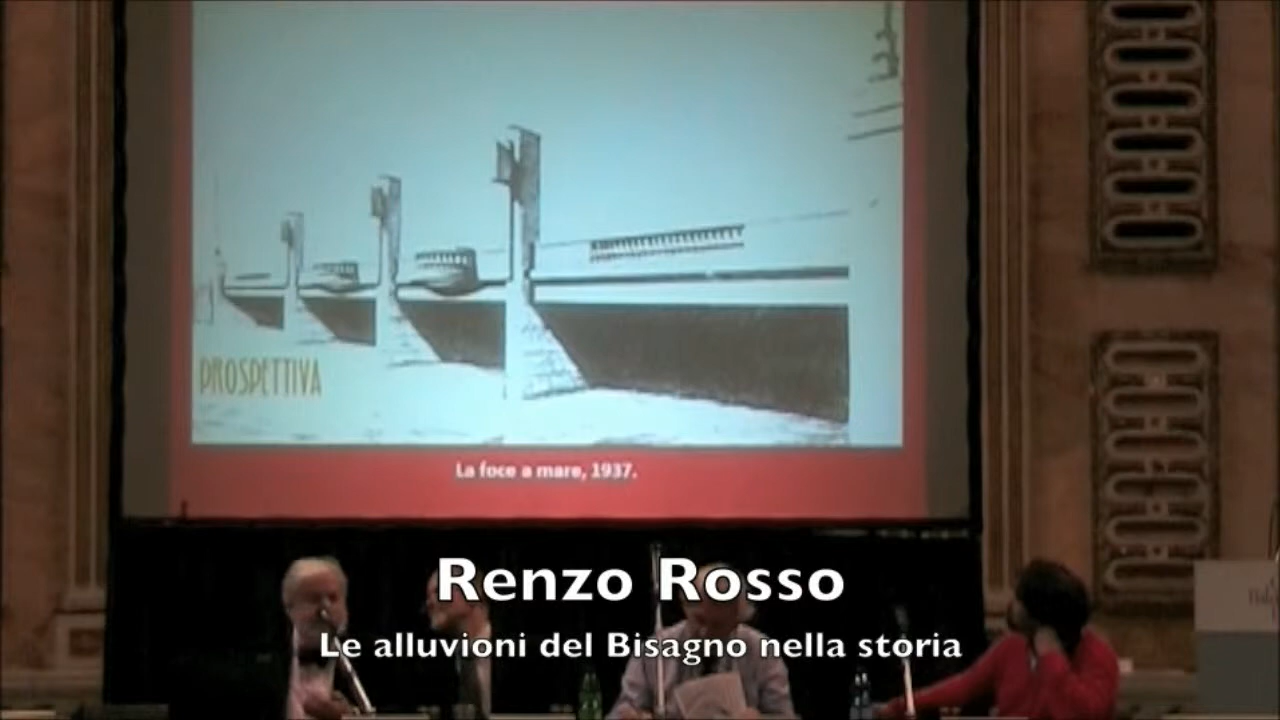 PROSPETTIVA
La foce a mare, 1937.
Renzo Rosso
Le alluvioni del Bisagno nella storia